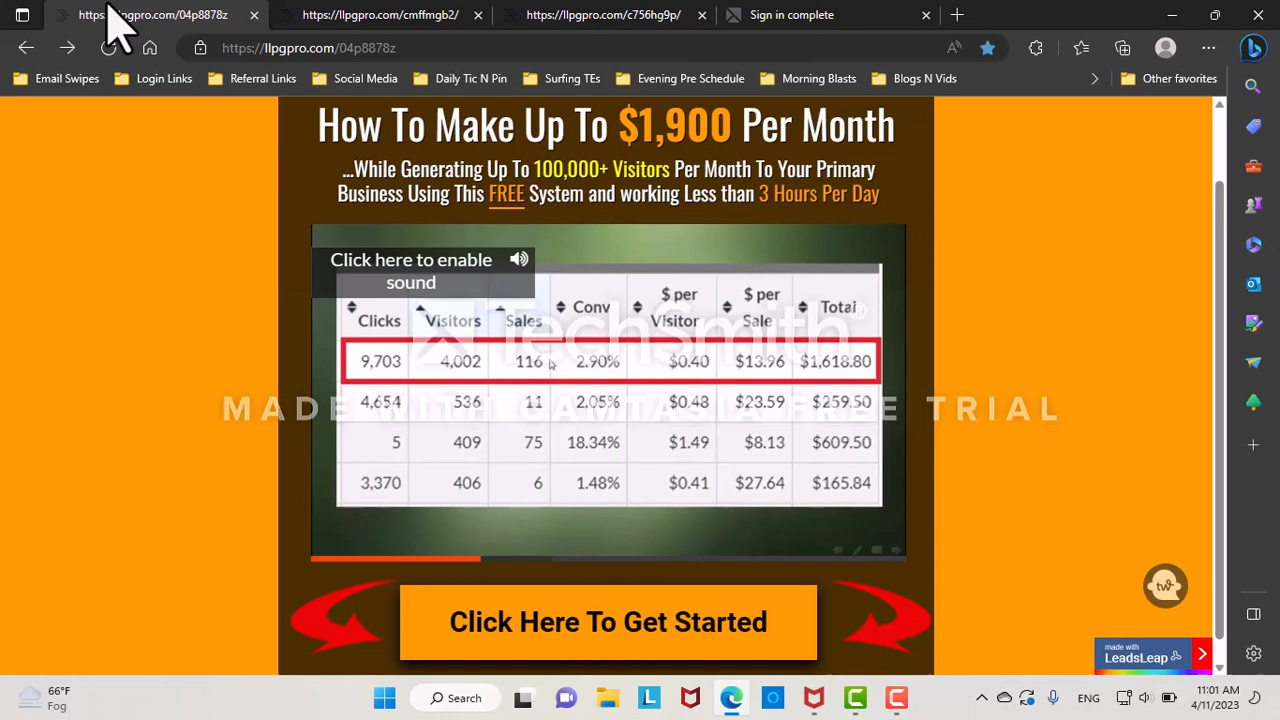 https://llpgpro.com/04p8878z
https://llpgpro.com/cmffmgb2/
https://llpgpro.com/c756hg9p/
Sign in complete
https://llpgpro.com/04p8878z
Email Swipes
Login Links
Referral Links
Social Media
Daily Tic N Pin
Surfing TEs
Evening Pre Schedule
Morning Blasts
Blogs N Vids
Other favorites
How To Make Up To $1,900 Per Month
...While Generating Up To 100,000+ Visitors Per Month To Your Primary
Business Using This FREE System and working Less than 3 Hours Per Day
Click here to enable
sound
Clicks Visitors Sales Conv $ per Visitor $ per Sale Total
9,703 4,002 116 2.90% $0.40 $13.96 $1,618.80
4,654 536 11 2.05% $0.48 $23.59 $259.50
5 409 75 18.34% $1.49 $8.13 $609.50
3,370 406 6 1.48% $0.41 $27.64 $165.84
TechSmith
MADE WITH CAMTASIA FREE TRIAL
Click Here To Get Started
tw
made with
LeadsLeap
66°F
Fog
Search
ENG
11:01 AM
4/11/2023